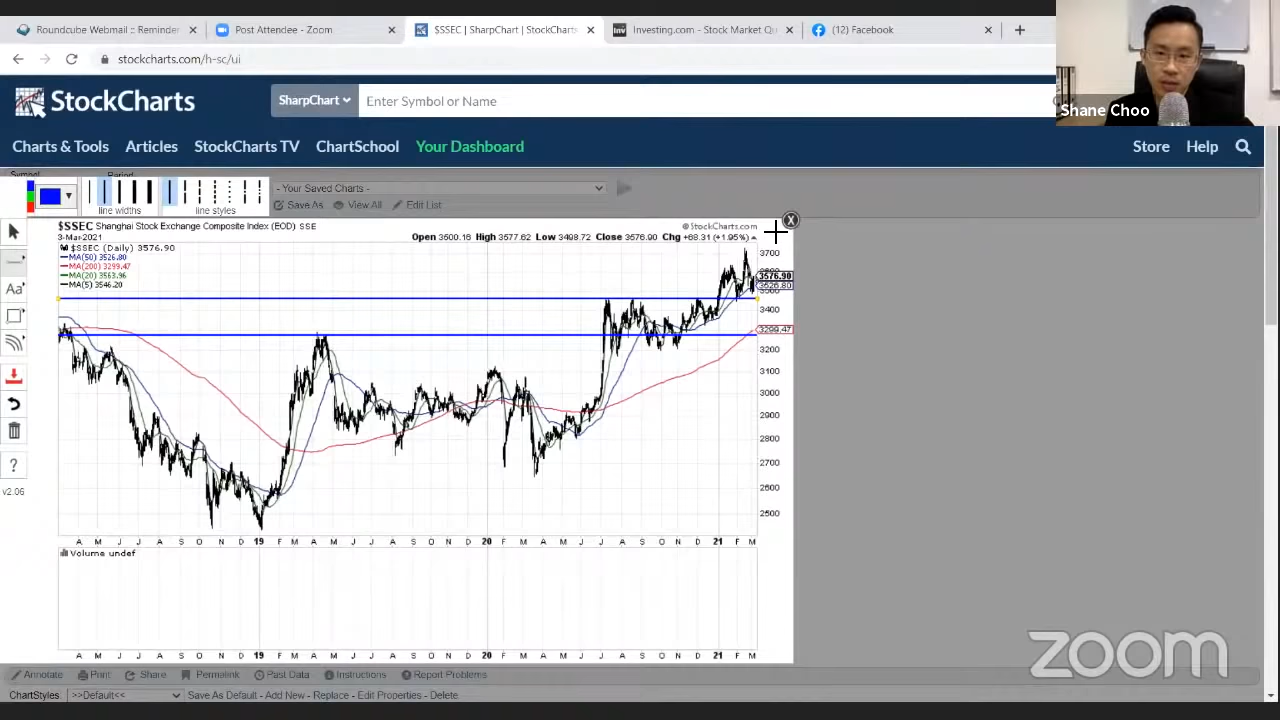 Roundcube Webmail :: Reminder
Post Attendee - Zoom
$SSEC | SharpChart | StockCharts
Investing.com - Stock Market Qu
(12) Facebook
stockcharts.com/h-sc/ui
Shane Choo
StockCharts
SharpChart
Enter Symbol or Name
Charts & Tools
Articles
StockCharts TV
ChartSchool
Your Dashboard
Store
Help
- Your Saved Charts -
Save As
View All
Edit List
line widths
line styles
$SSEC Shanghai Stock Exchange Composite Index (EOD) SSE
© StockCharts.com
3-Mar-2021
Open 3500.16 High 3577.62 Low 3498.72 Close 3576.90 Chg +68.31 (+1.95%)
$SSEC (Daily) 3576.90
MA(50) 3526.80
MA(200) 3299.47
MA(20) 3563.96
MA(5) 3546.20
3700
3576.90
3526.80
3400
3299.47
3200
3100
3000
2900
2800
2700
2600
2500
A M J J A S O N D 19 F M A M J J A S O N D 20 F M A M J J A S O N D 21 F M
Volume undef
A M J J A S O N D 19 F M A M J J A S O N D 20 F M A M J J A S O N D 21 F M
Aa
?
v2.06
X
Annotate
Print
Share
Permalink
Past Data
Instructions
Report Problems
ChartStyles:
>>Default<<
Save As Default - Add New - Replace - Edit Properties - Delete
zoom